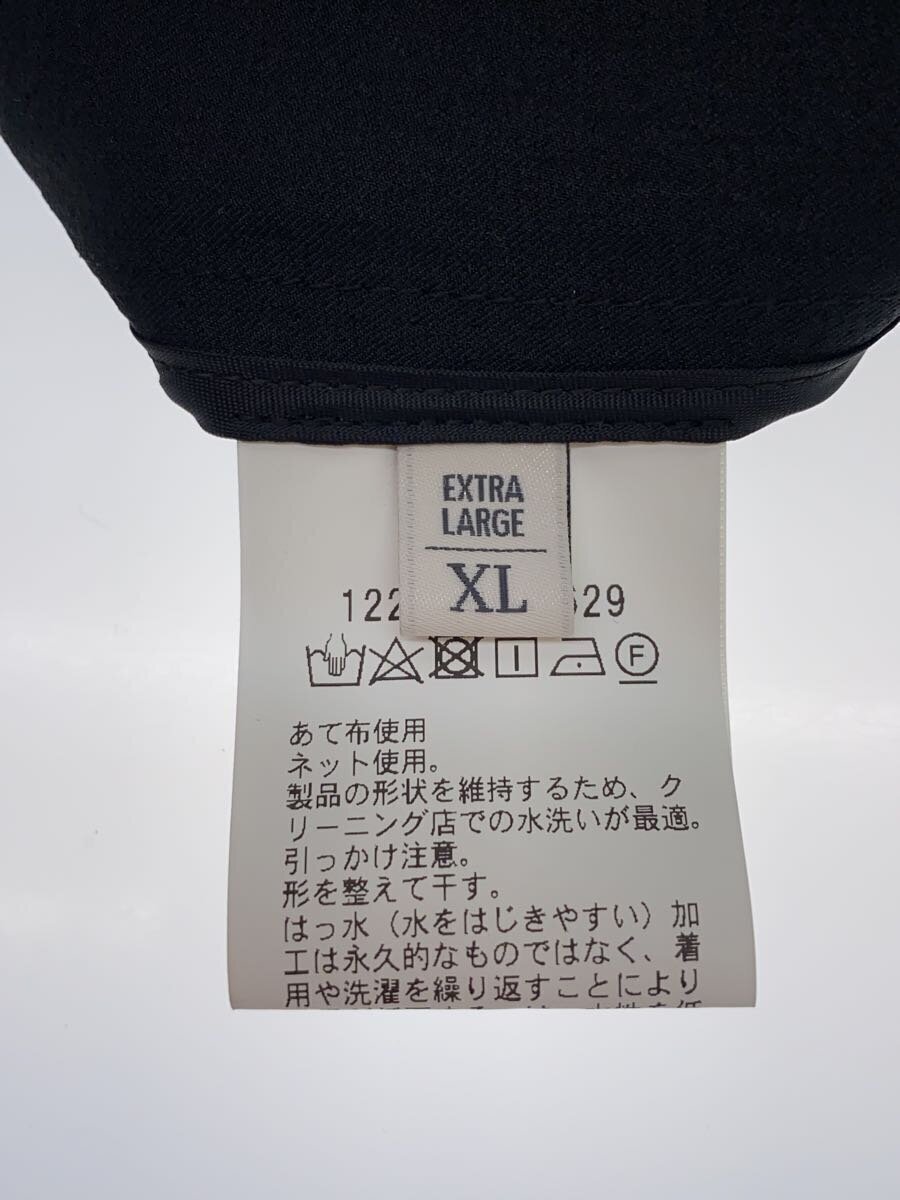 EXTRA
LARGE
XL
122 629
F
あて布使用
ネット使用。
製品の形状を維持するため、ク
リーニング店での水洗いが最適。
引っかけ注意。
形を整えて干す。
はっ水（水をはじきやすい）加
工は永久的なものではなく、着
用や洗濯を繰り返すことにより